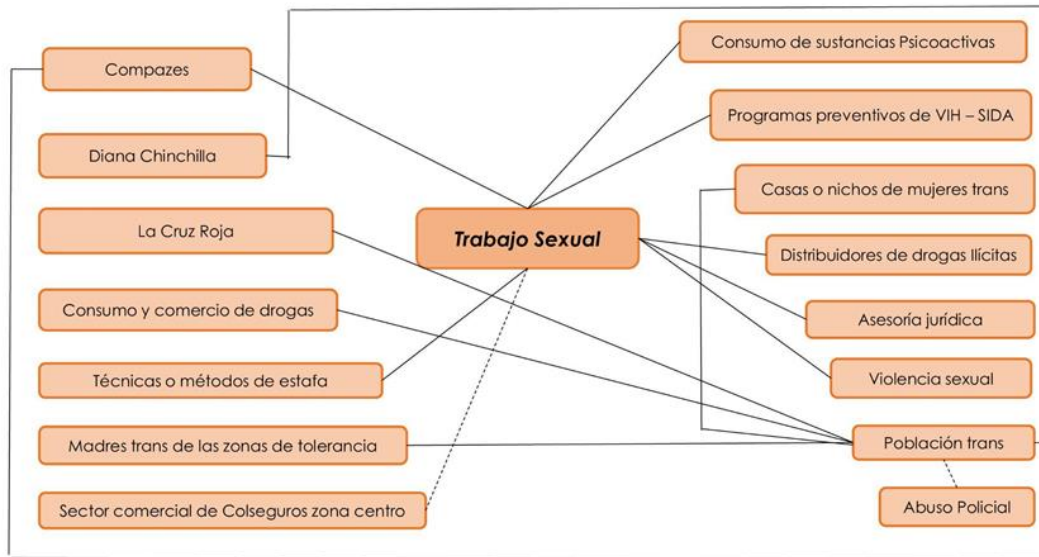 Compazes
Diana Chinchilla
La Cruz Roja
Consumo y comercio de drogas
Técnicas o métodos de estafa
Madres trans de las zonas de tolerancia
Sector comercial de Colseguros zona centro
Trabajo Sexual
Consumo de sustancias Psicoactivas
Programas preventivos de VIH – SIDA
Casas o nichos de mujeres trans
Distribuidores de drogas Ilícitas
Asesoría jurídica
Violencia sexual
Población trans
Abuso Policial